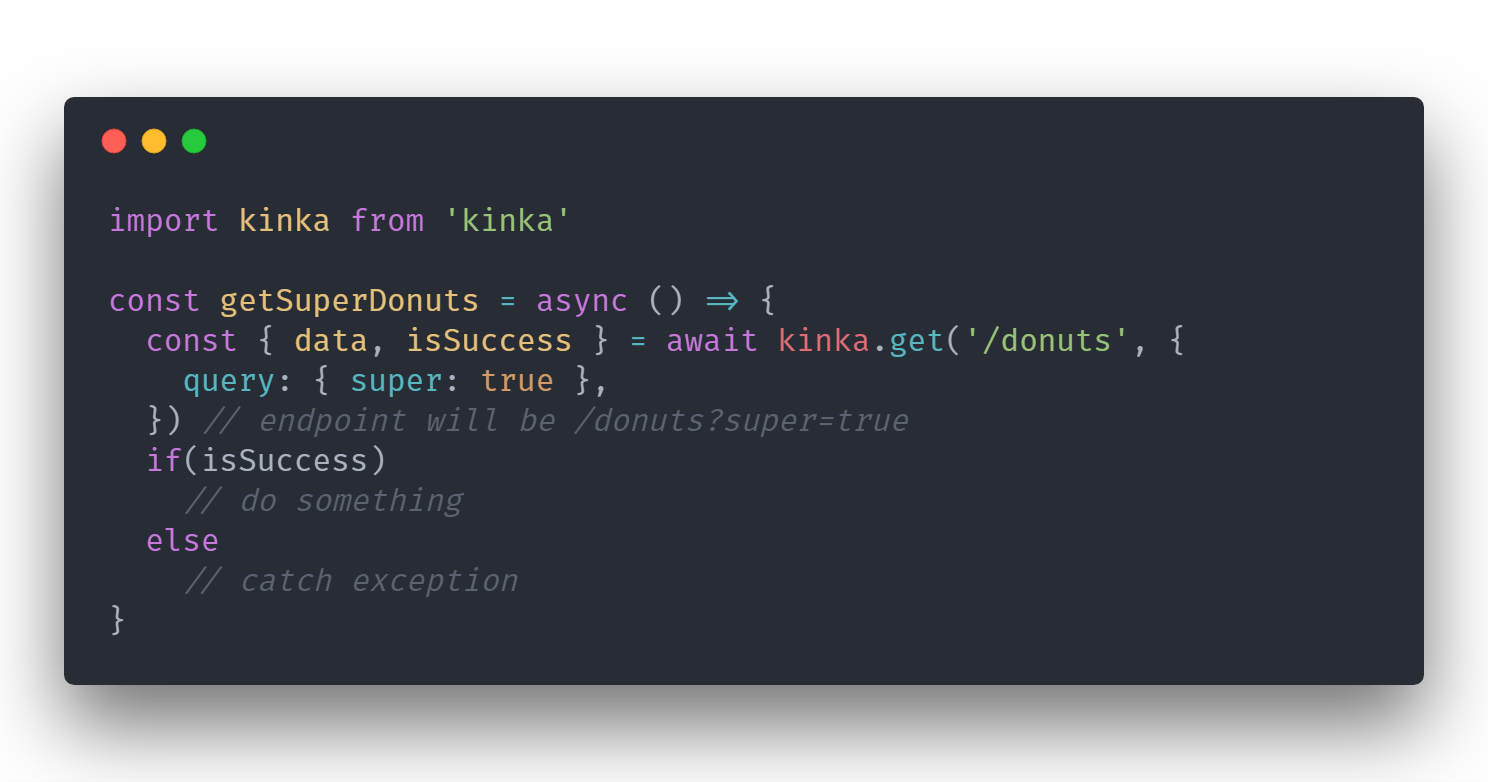 import kinka from 'kinka'

const getSuperDonuts = async () => {
  const { data, isSuccess } = await kinka.get('/donuts', {
    query: { super: true },
  }) // endpoint will be /donuts?super=true
  if(isSuccess)
    // do something
  else
    // catch exception
}